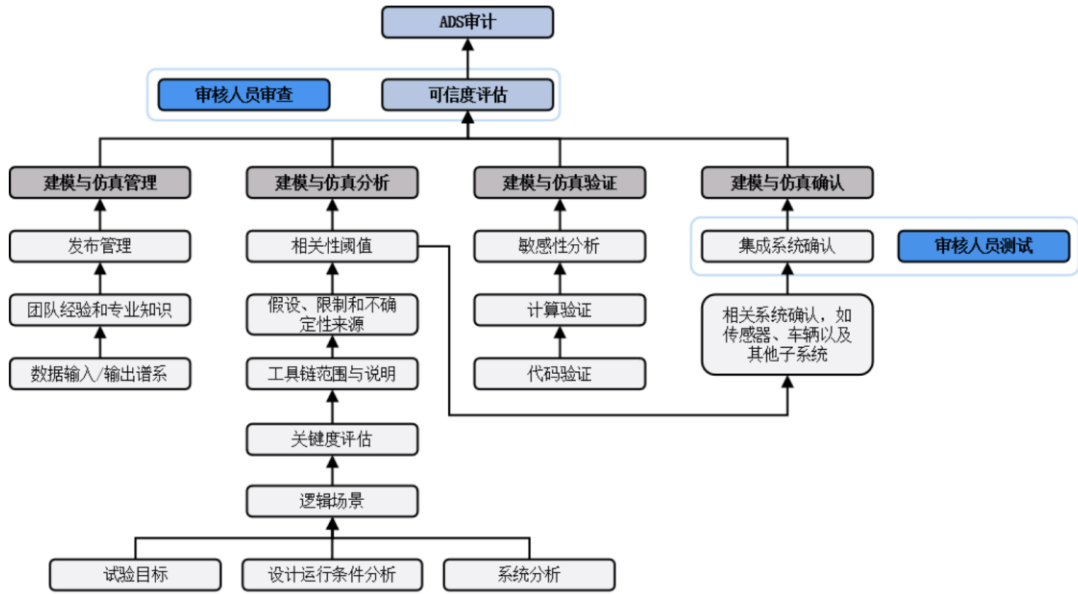 ADS审计
审核人员审查
可信度评估
建模与仿真管理
建模与仿真分析
建模与仿真验证
建模与仿真确认
发布管理
相关性阈值
敏感性分析
集成系统确认
审核人员测试
团队经验和专业知识
假设、限制和不确
定性来源
计算验证
相关系统确认，如
传感器、车辆以及
其他子系统
数据输入/输出谱系
工具链范围与说明
代码验证
关键度评估
逻辑场景
试验目标
设计运行条件分析
系统分析